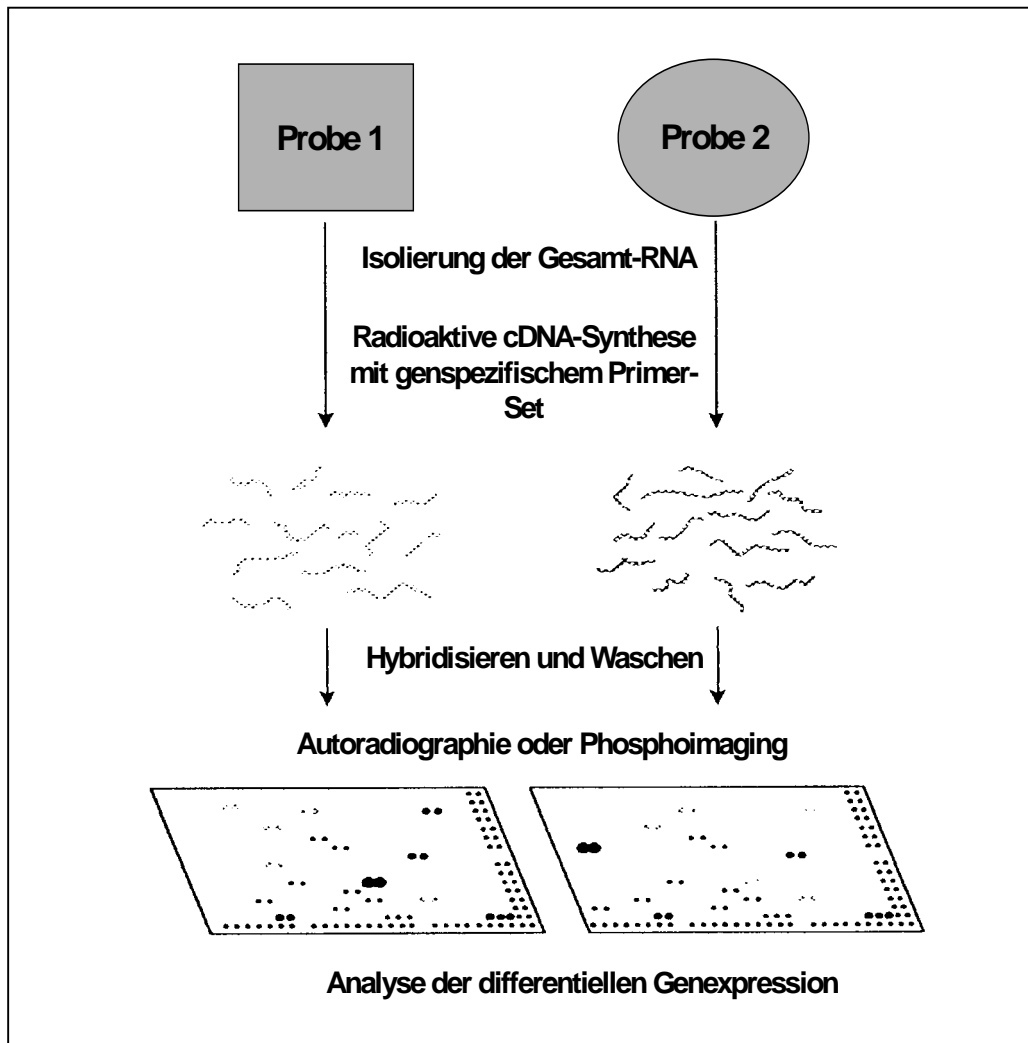 Probe 1
Probe 2
Isolierung der Gesamt-RNA
Radioaktive cDNA-Synthese
mit genspezifischem Primer-
Set
Hybridisieren und Waschen
Autoradiographie oder Phosphoimaging
Analyse der differentiellen Genexpression